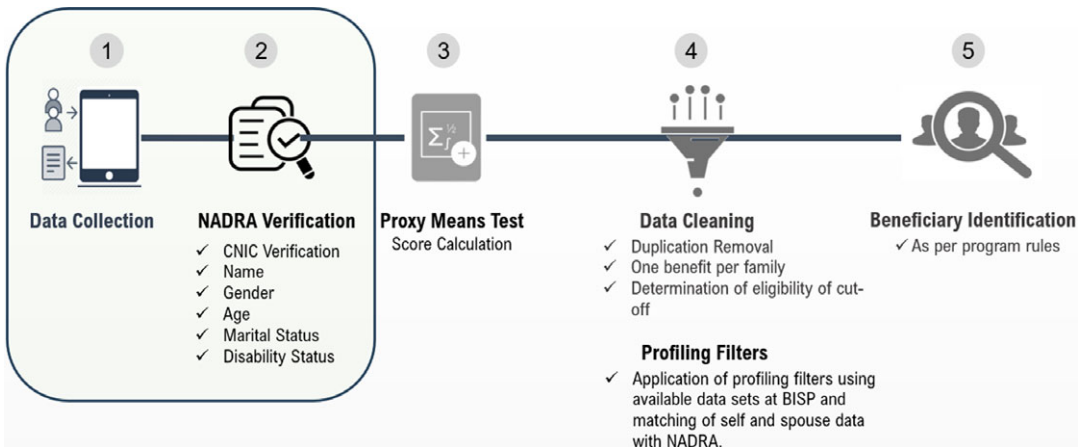 1
2
3
4
5
Σ ½
∫ +
Data Collection
NADRA Verification
✓ CNIC Verification
✓ Name
✓ Gender
✓ Age
✓ Marital Status
✓ Disability Status
Proxy Means Test
Score Calculation
Data Cleaning
✓ Duplication Removal
✓ One benefit per family
✓ Determination of eligibility of cut-
off
Profiling Filters
✓ Application of profiling filters using
available data sets at BISP and
matching of self and spouse data
with NADRA.
Beneficiary Identification
✓ As per program rules